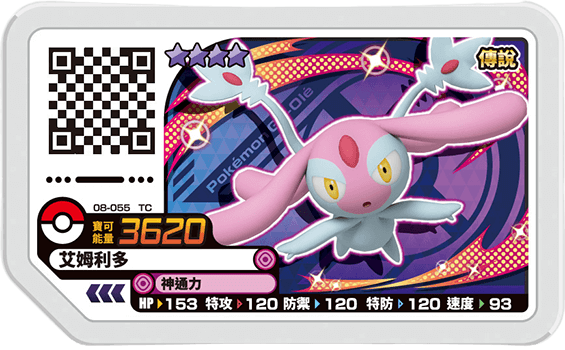 傳說
Pokémon Ga-Olé
08-055 TC
寶可能量 3620
艾姆利多
神通力
HP 153 特攻 120 防禦 120 特防 120 速度 93